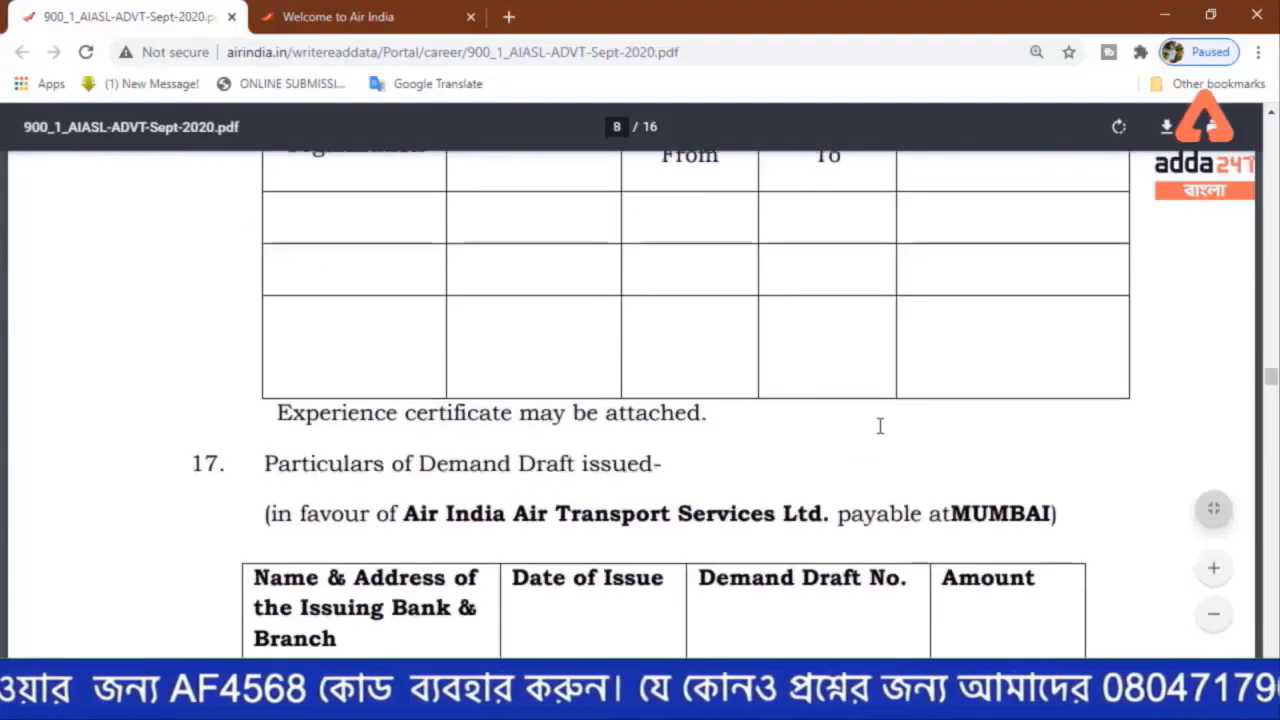 900_1_AIASL-ADVT-Sept-2020.p
Welcome to Air India
Not secure
airindia.in/writereaddata/Portal/career/900_1_AIASL-ADVT-Sept-2020.pdf
Paused
Apps
(1) New Message!
ONLINE SUBMISSI...
Google Translate
Other bookmarks
900_1_AIASL-ADVT-Sept-2020.pdf
8 / 16
adda247
বাংলা
From
To
Experience certificate may be attached.
17. Particulars of Demand Draft issued-
(in favour of Air India Air Transport Services Ltd. payable atMUMBAI)
Name & Address of the Issuing Bank & Branch
Date of Issue
Demand Draft No.
Amount
জন্য AF4568 কোড ব্যবহার করুন। যে কোনও প্রশ্নের জন্য আমাদের 080471790